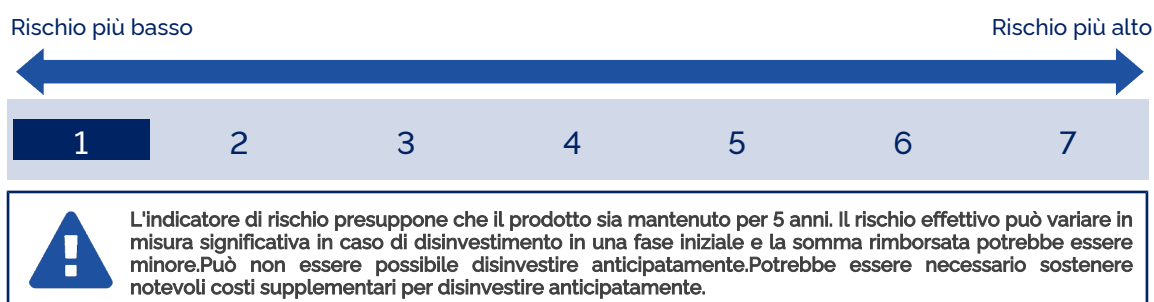 Rischio più basso Rischio più alto
1 2 3 4 5 6 7
L'indicatore di rischio presuppone che il prodotto sia mantenuto per 5 anni. Il rischio effettivo può variare in
misura significativa in caso di disinvestimento in una fase iniziale e la somma rimborsata potrebbe essere
minore.Può non essere possibile disinvestire anticipatamente.Potrebbe essere necessario sostenere
notevoli costi supplementari per disinvestire anticipatamente.